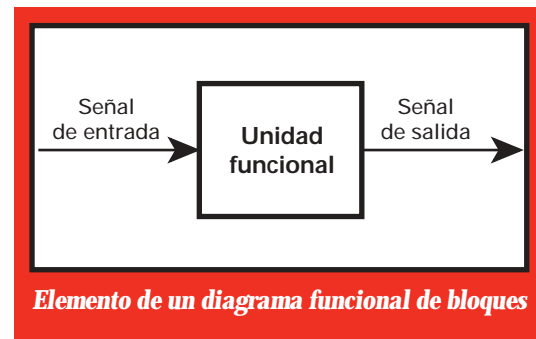 Señal
de entrada
Unidad
funcional
Señal
de salida
Elemento de un diagrama funcional de bloques